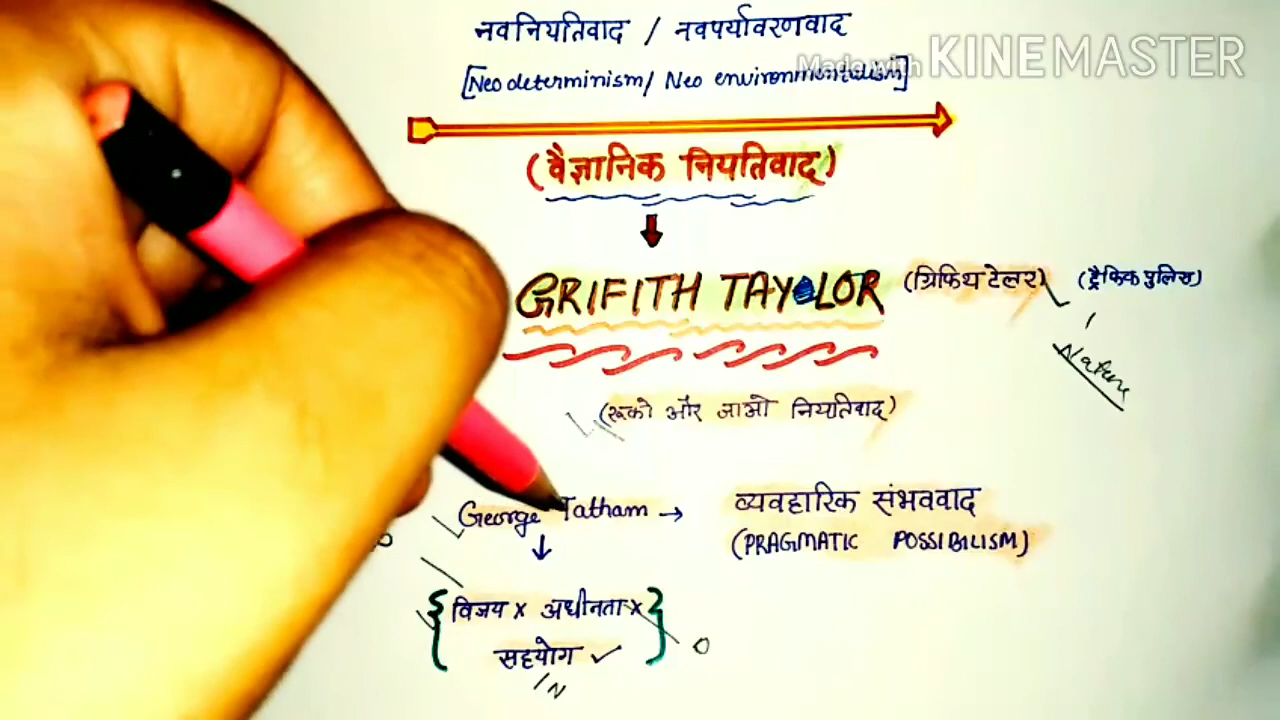 नवनियतिवाद / नवपर्यावरणवाद
Made with KINEMASTER
[Neo determinism/ Neo environmentalism]
(वैज्ञानिक नियतिवाद)
GRIFITH TAYLOR (ग्रिफिथ टेलर) (ट्रैफिक पुलिस)
Nature
(रूको और जाओ नियतिवाद)
George Tatham → व्यवहारिक संभववाद
(PRAGMATIC POSSIBILISM)
{विजय x अधीनता x}
सहयोग ✓